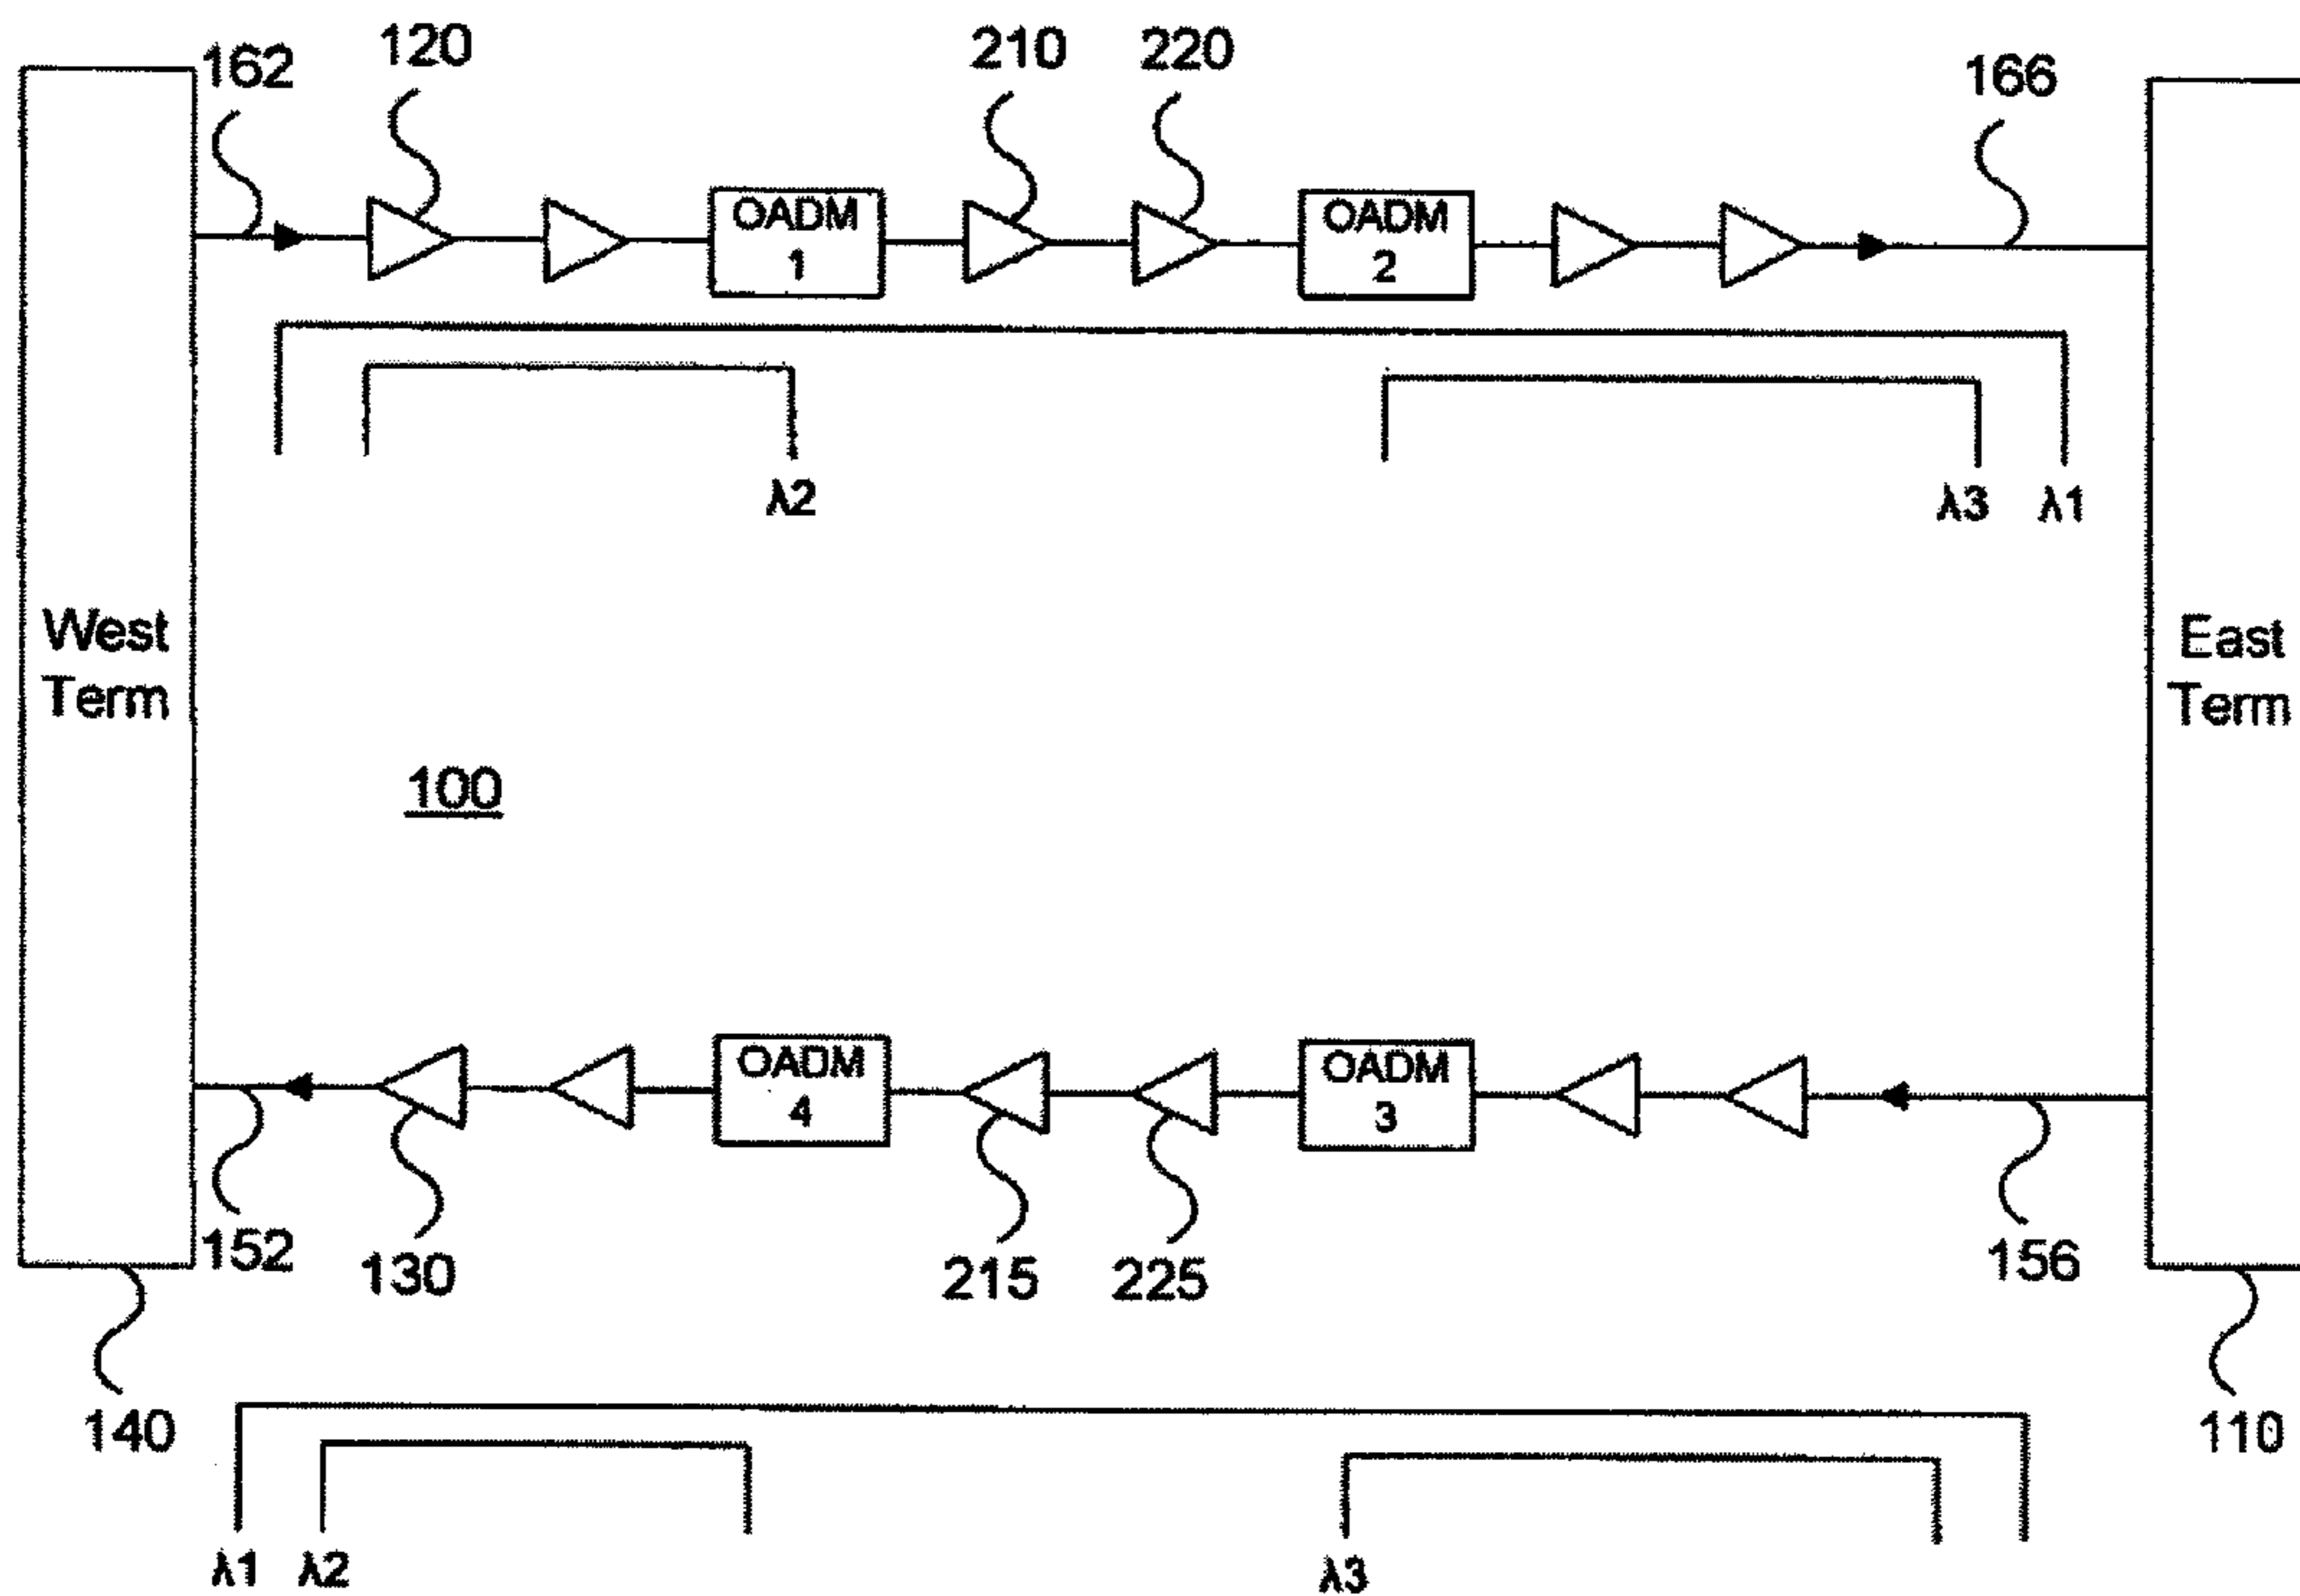 162
120
210
220
166
OADM
1
OADM
2
λ2
λ3
λ1
West
Term
East
Term
100
OADM
4
OADM
3
152
130
215
225
156
140
110
λ1
λ2
λ3